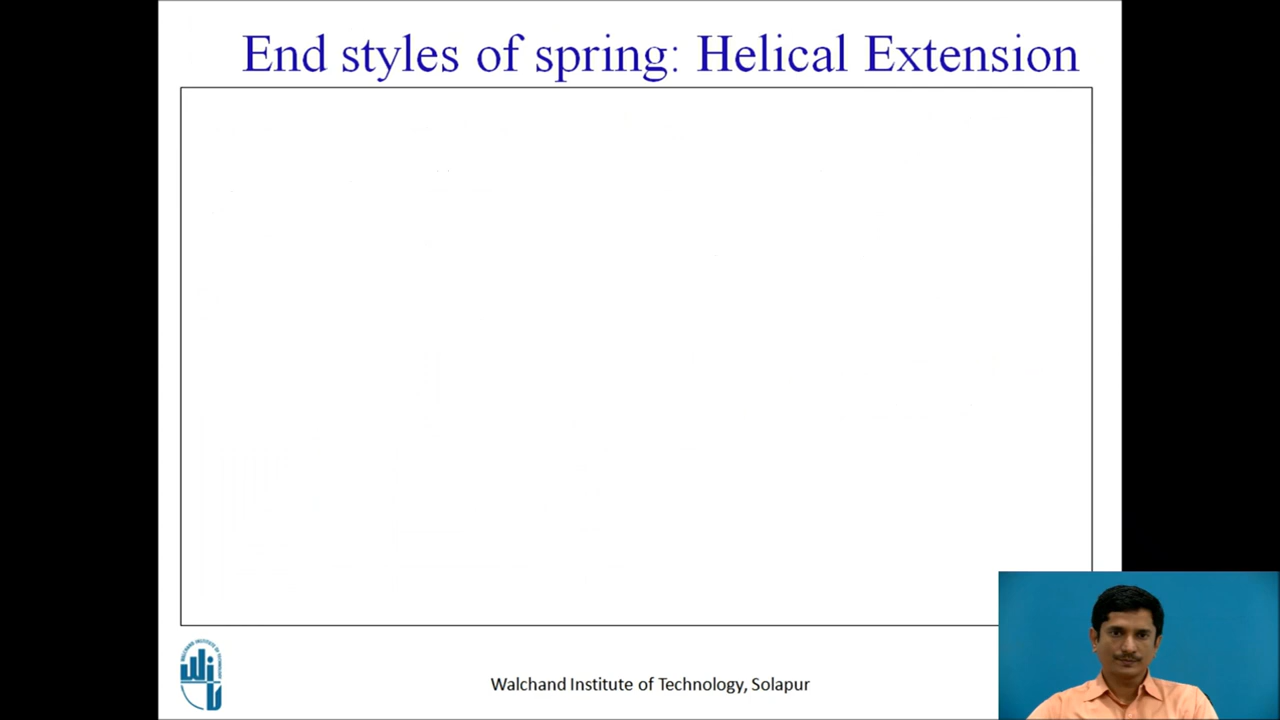 End styles of spring: Helical Extension
Walchand Institute of Technology, Solapur